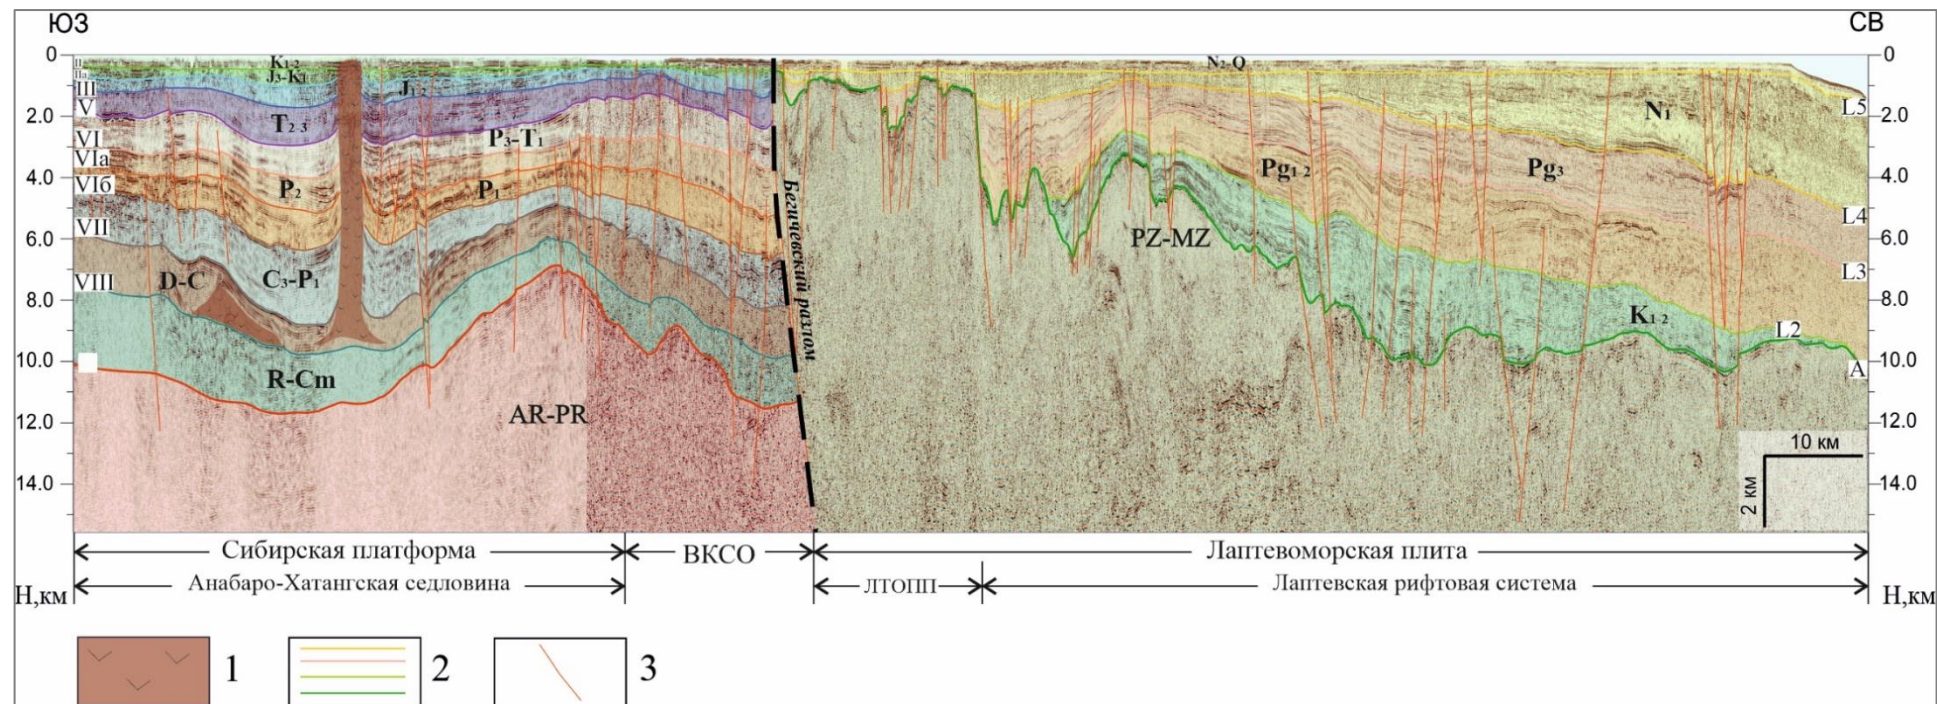 ЮЗ
СВ
0
2.0
4.0
6.0
8.0
10.0
12.0
14.0
II
IIa
III
V
VI
VIa
VIб
VII
VIII
K1-2
J3-K1
T2-3
P3-T1
P2
P1
D-C
C3-P1
R-Cm
AR-PR
Бегичевский разлом
N2-Q
N1
Pg1-2
Pg3
PZ-MZ
K1-2
L5
L4
L3
L2
A
0
2.0
4.0
6.0
8.0
10.0
12.0
14.0
10 км
2 км
Сибирская платформа
ВКСО
Лаптевоморская плита
Анабаро-Хатангская седловина
ЛТОПП
Лаптевская рифтовая система
Н,км
Н,км
1
2
3